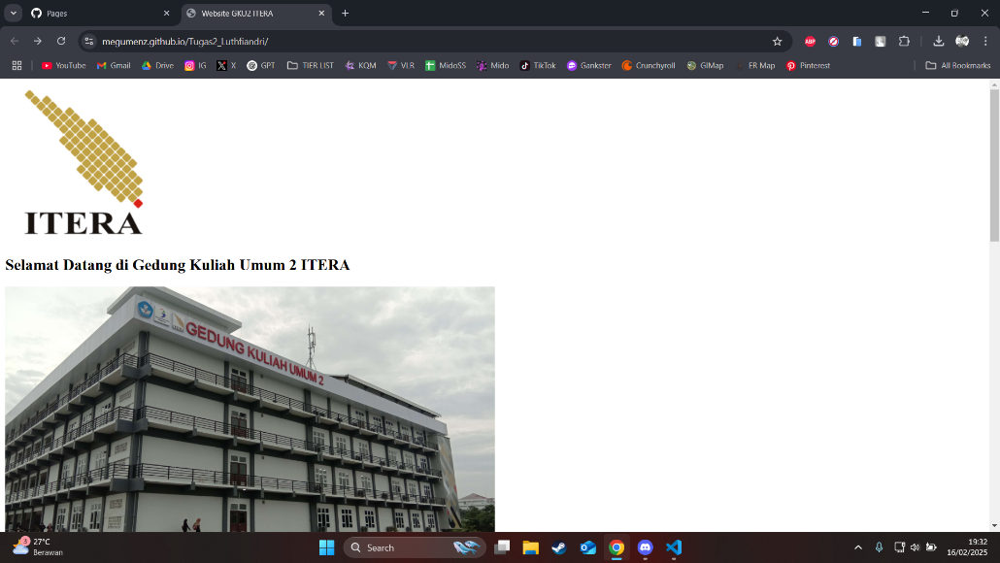 Pages
Website GKU2 ITERA
megumenz.github.io/Tugas2_Luthfiandri/
YouTube Gmail Drive IG X GPT TIER LIST KQM VLR MidoSS Mido TikTok Gankster Crunchyroll GIMap ER Map Pinterest All Bookmarks
ABP
ITERA
Selamat Datang di Gedung Kuliah Umum 2 ITERA
GEDUNG KULIAH UMUM 2
3
27°C
Berawan
Search
19:32
16/02/2025